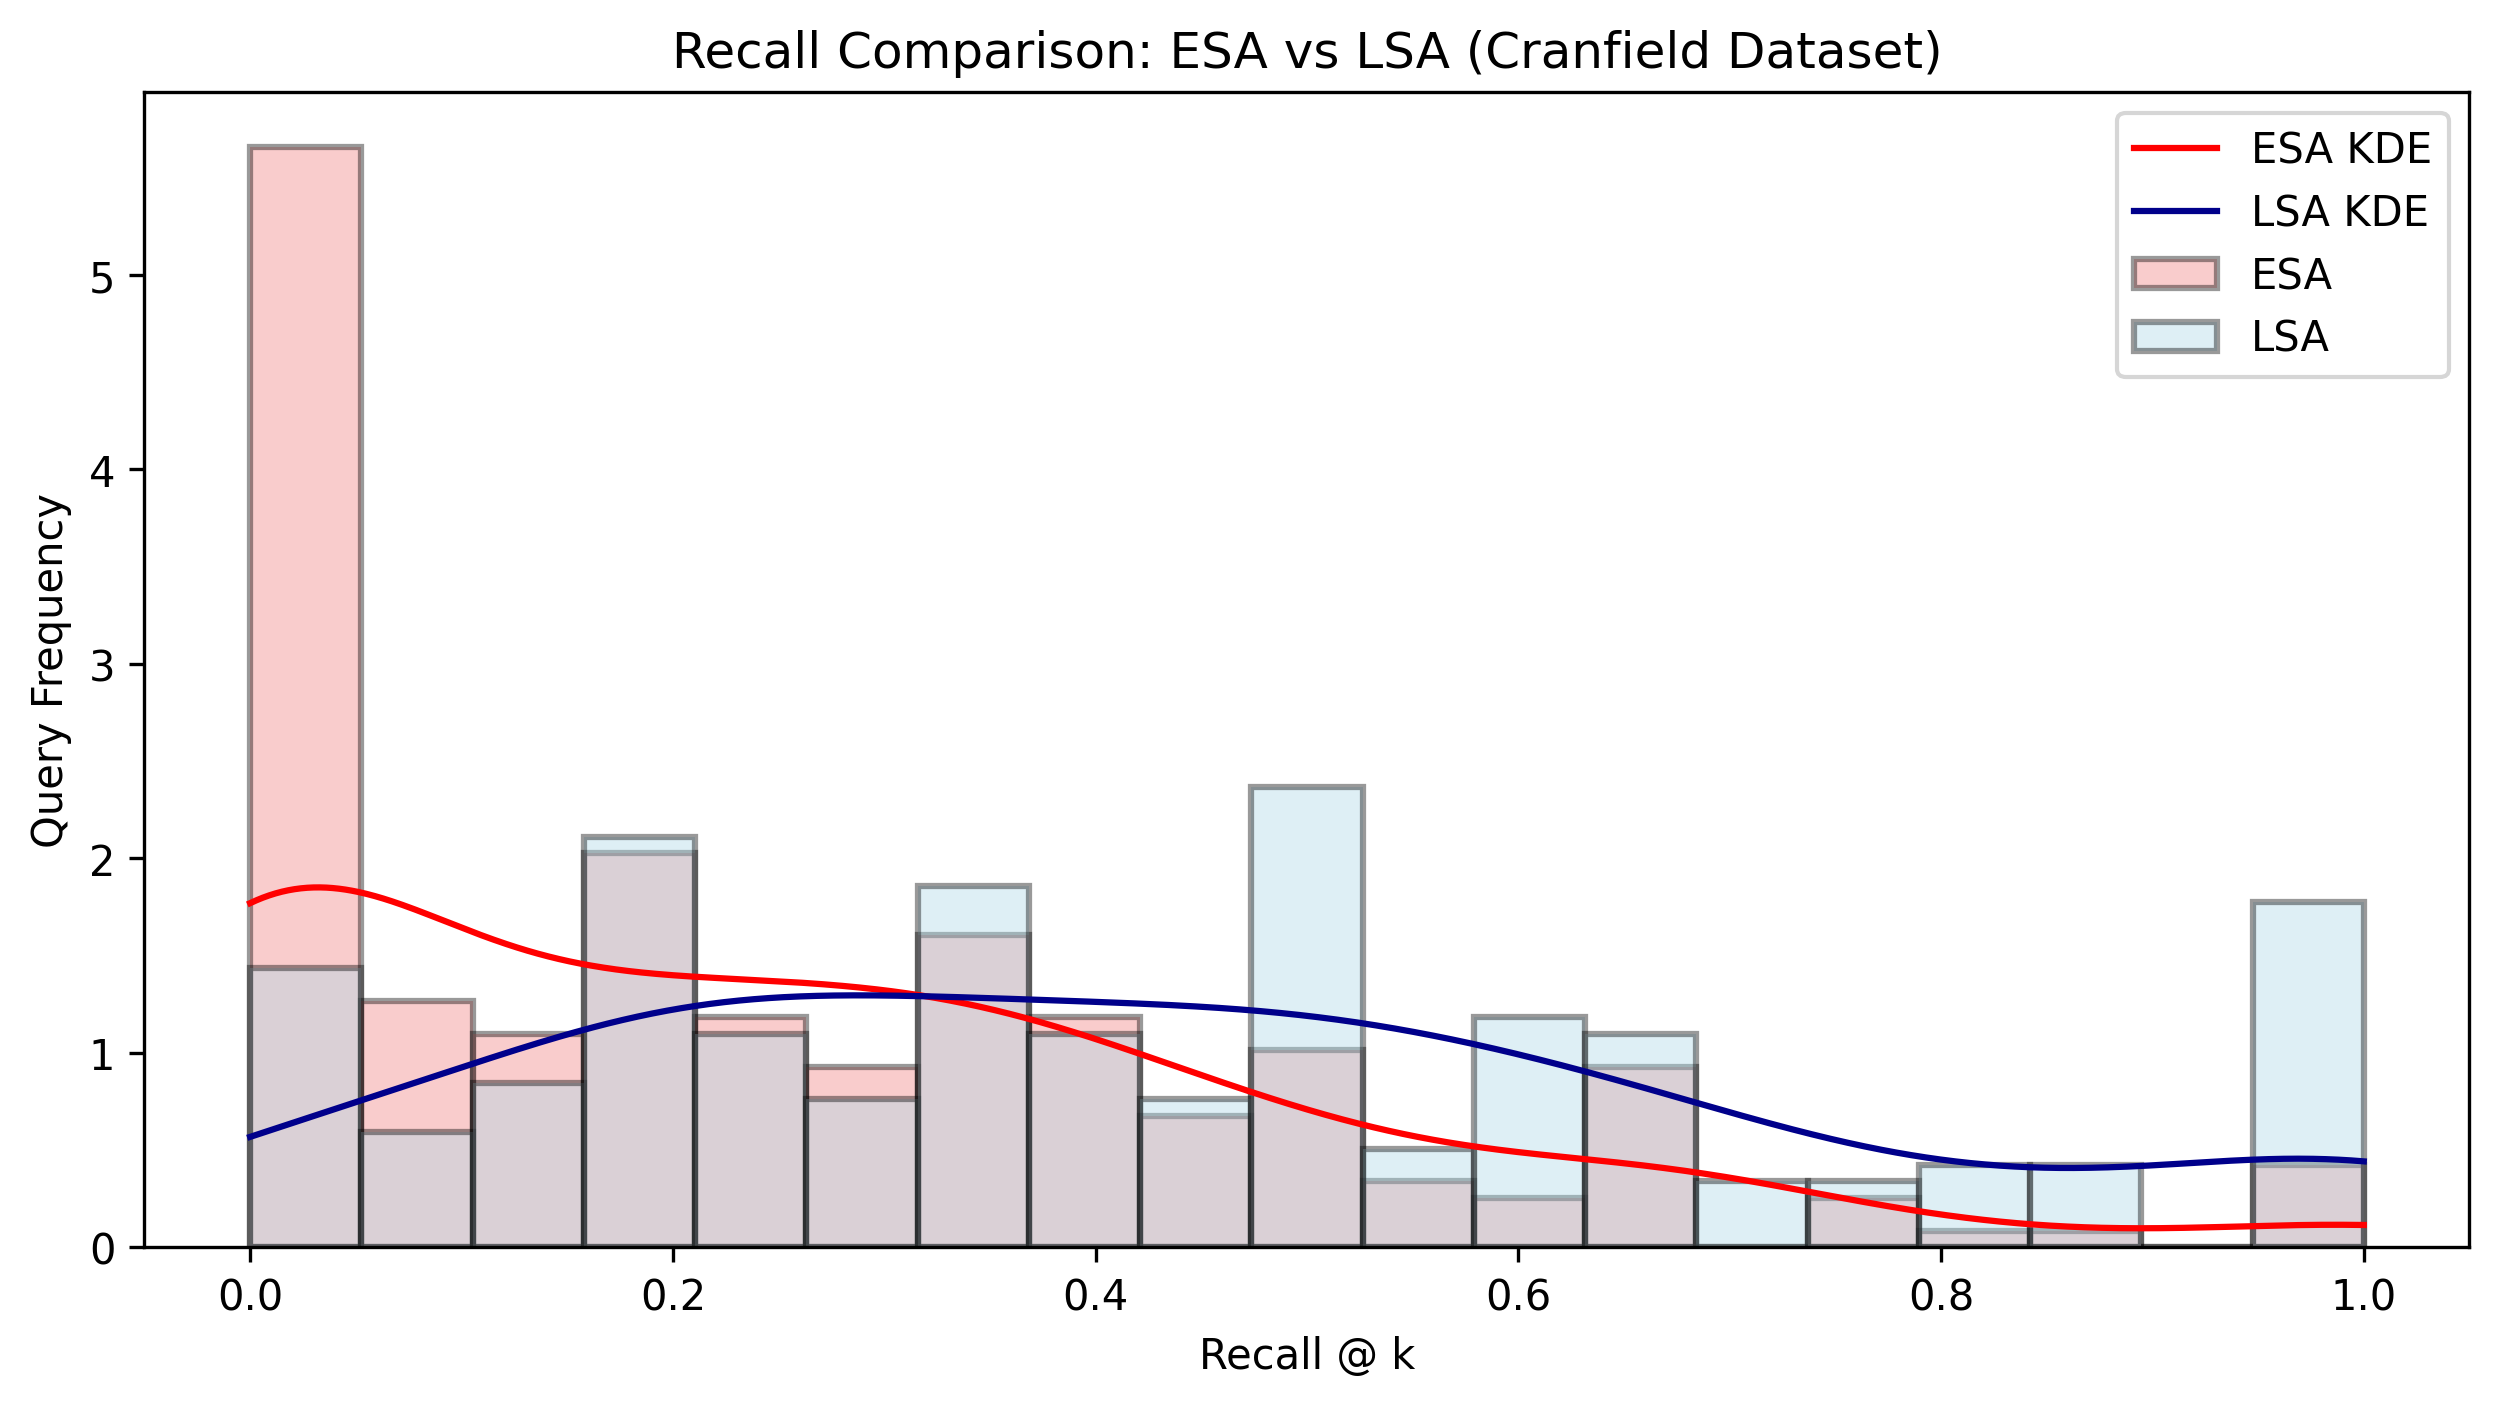 Recall Comparison: ESA vs LSA (Cranfield Dataset)
ESA KDE
LSA KDE
ESA
LSA
Query Frequency
5
4
3
2
1
0
0.0 0.2 0.4 0.6 0.8 1.0
Recall @ k